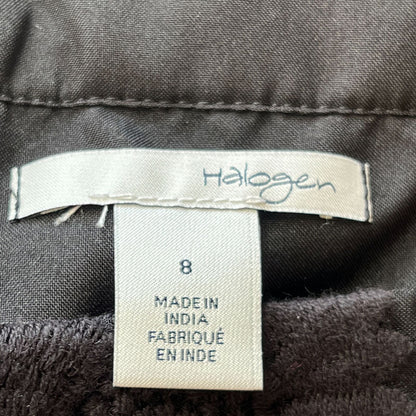 Halogen
8
MADE IN
INDIA
FABRIQUÉ
EN INDE